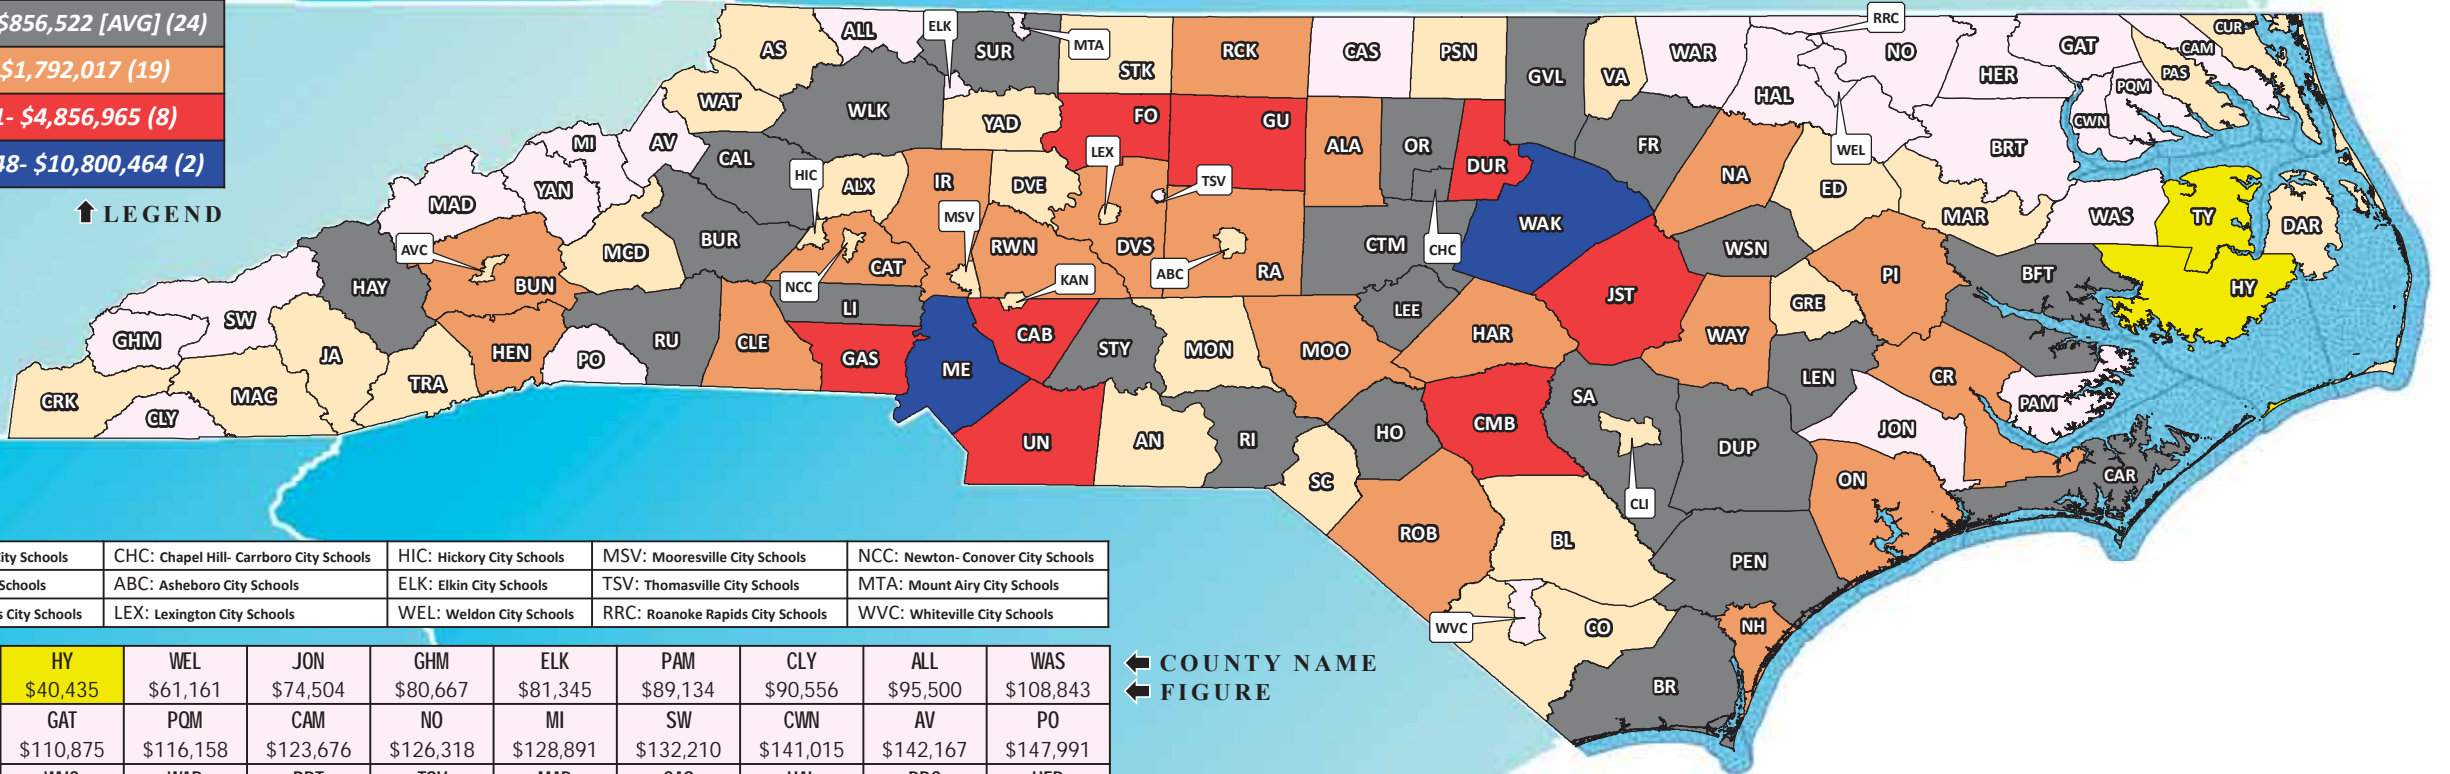 $856,522 [AVG] (24)
$1,792,017 (19)
- $4,856,965 (8)
48- $10,800,464 (2)
LEGEND
AS
ALL
ELK
SUR
MTA
STK
RCK
CAS
PSN
GVL
VA
WAR
RRC
NO
HAL
HER
GAT
CAM
CUR
PAS
PQM
CWN
WAT
WLK
YAD
FO
GU
ALA
OR
DUR
FR
NA
WEL
BRT
MI
AV
CAL
YAN
MAD
HIC
ALX
IR
DVE
LEX
TSV
MSV
RWN
DVS
ABC
RA
CTM
CHC
WAK
WSN
ED
MAR
WAS
TY
DAR
HY
AVC
MCD
BUR
CAT
NCC
KAN
BUN
HAY
SW
GHM
JA
CRK
CLY
MAC
TRA
HEN
PO
RU
CLE
LI
GAS
ME
CAB
STY
MON
MOO
LEE
HAR
JST
WAY
GRE
PI
BFT
LEN
CR
PAM
JON
CAR
UN
AN
RI
SC
HO
CMB
SA
CLI
DUP
ON
ROB
BL
PEN
WVC
CO
NH
BR
City Schools CHC: Chapel Hill- Carrboro City Schools HIC: Hickory City Schools MSV: Mooresville City Schools NCC: Newton- Conover City Schools
Schools ABC: Asheboro City Schools ELK: Elkin City Schools TSV: Thomasville City Schools MTA: Mount Airy City Schools
City Schools LEX: Lexington City Schools WEL: Weldon City Schools RRC: Roanoke Rapids City Schools WVC: Whiteville City Schools
HY WEL JON GHM ELK PAM CLY ALL WAS
$40,435 $61,161 $74,504 $80,667 $81,345 $89,134 $90,556 $95,500 $108,843
COUNTY NAME
FIGURE
GAT PQM CAM NO MI SW CWN AV PO
$110,875 $116,158 $123,676 $126,318 $128,891 $132,210 $141,015 $142,167 $147,991